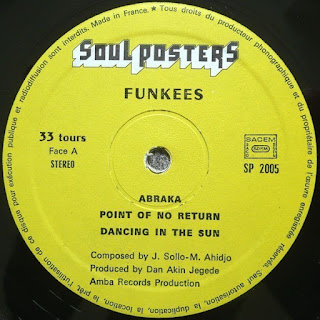 Made in France. ★ Tous droits du producteur phonographique et du propriétaire de l'œuvre enregistrée réservés. Sauf autorisation, la duplication, la location, le prêt, l'utilisation de ce disque pour exécution publique et radiodiffusion sont interdits.
SOUL POSTERS
FUNKEES
33 tours
Face A
STEREO
SACEM
SP 2005
ABRAKA
POINT OF NO RETURN
DANCING IN THE SUN
Composed by J. Sollo-M. Ahidjo
Produced by Dan Akin Jegede
Amba Records Production